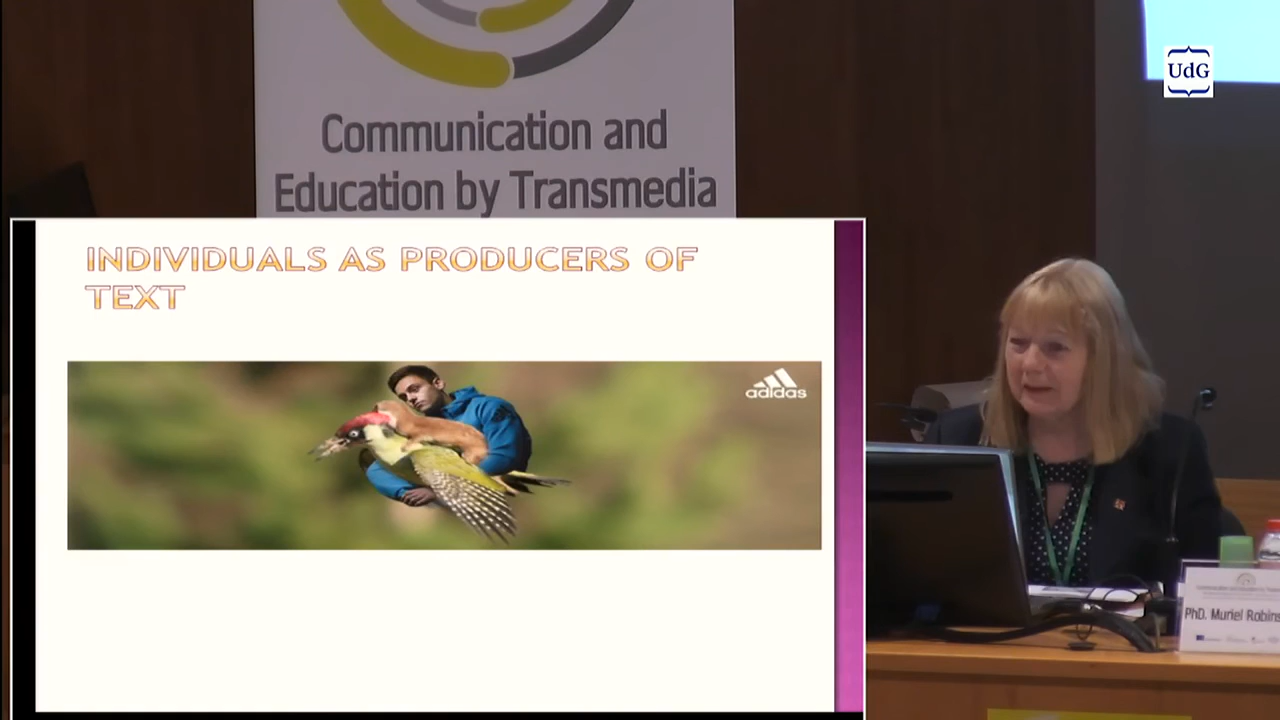 UdG
Communication and
Education by Transmedia
INDIVIDUALS AS PRODUCERS OF
TEXT
adidas
PhD. Muriel Robins